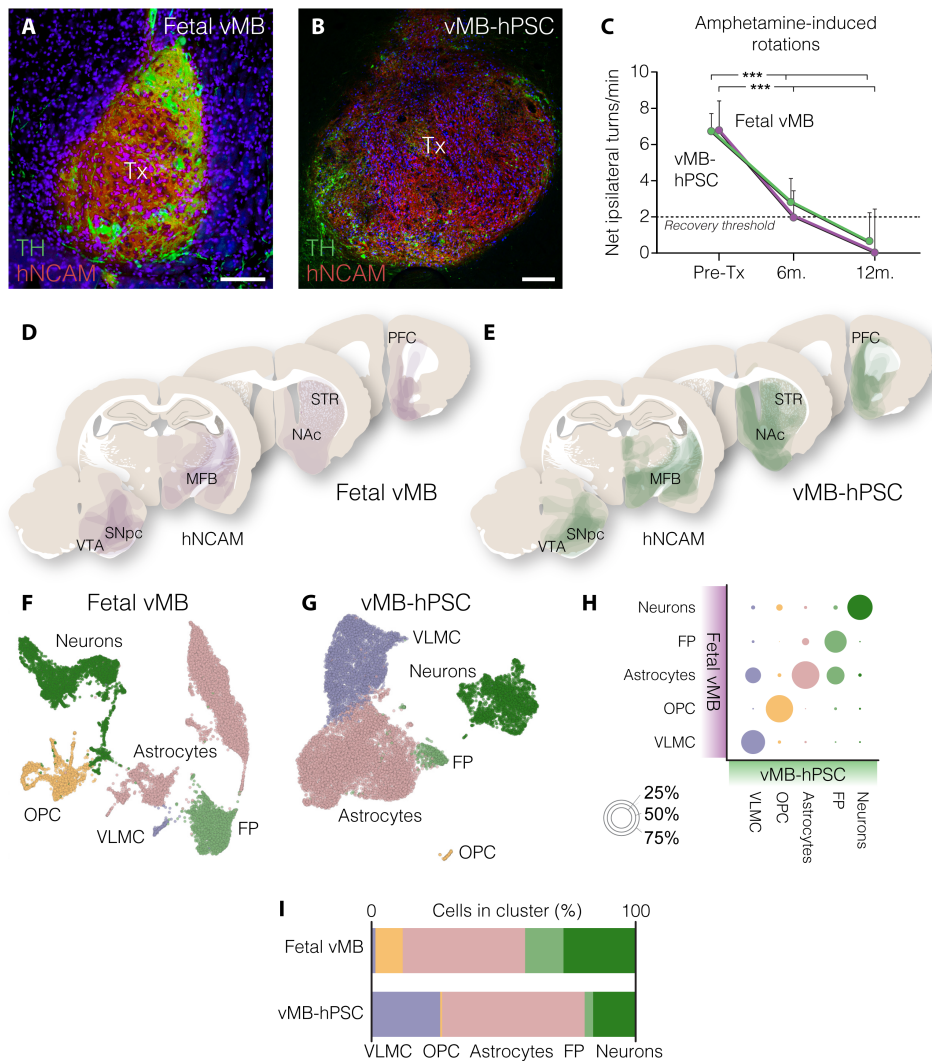 A
Fetal vMB
Tx
TH
hNCAM
B
vMB-hPSC
Tx
TH
hNCAM
C
Amphetamine-induced
rotations
Net ipsilateral turns/min
10
8
6
4
2
0
***
***
Fetal vMB
vMB-
hPSC
Recovery threshold
Pre-Tx
6m.
12m.
D
PFC
STR
NAc
MFB
SNpc
VTA
hNCAM
Fetal vMB
E
PFC
STR
NAc
MFB
SNpc
VTA
hNCAM
vMB-hPSC
F
Fetal vMB
Neurons
Astrocytes
OPC
VLMC
FP
G
vMB-hPSC
VLMC
Neurons
FP
Astrocytes
OPC
H
Fetal vMB
Neurons
FP
Astrocytes
OPC
VLMC
vMB-hPSC
VLMC
OPC
Astrocytes
FP
Neurons
25%
50%
75%
I
0 Cells in cluster (%) 100
Fetal vMB
vMB-hPSC
VLMC OPC Astrocytes FP Neurons